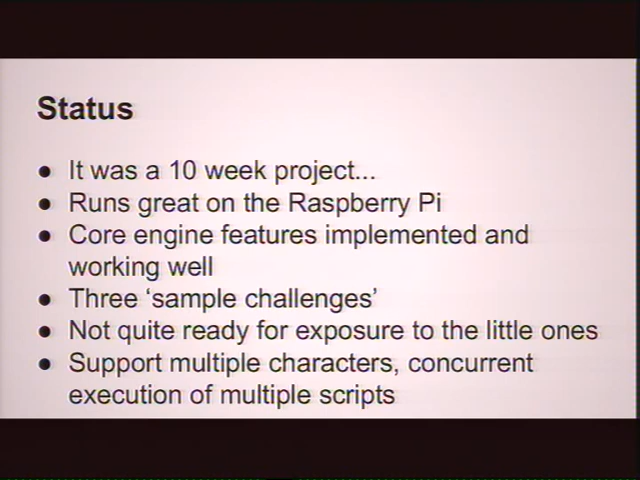 Status
● It was a 10 week project...
● Runs great on the Raspberry Pi
● Core engine features implemented and
working well
● Three ‘sample challenges’
● Not quite ready for exposure to the little ones
● Support multiple characters, concurrent
execution of multiple scripts